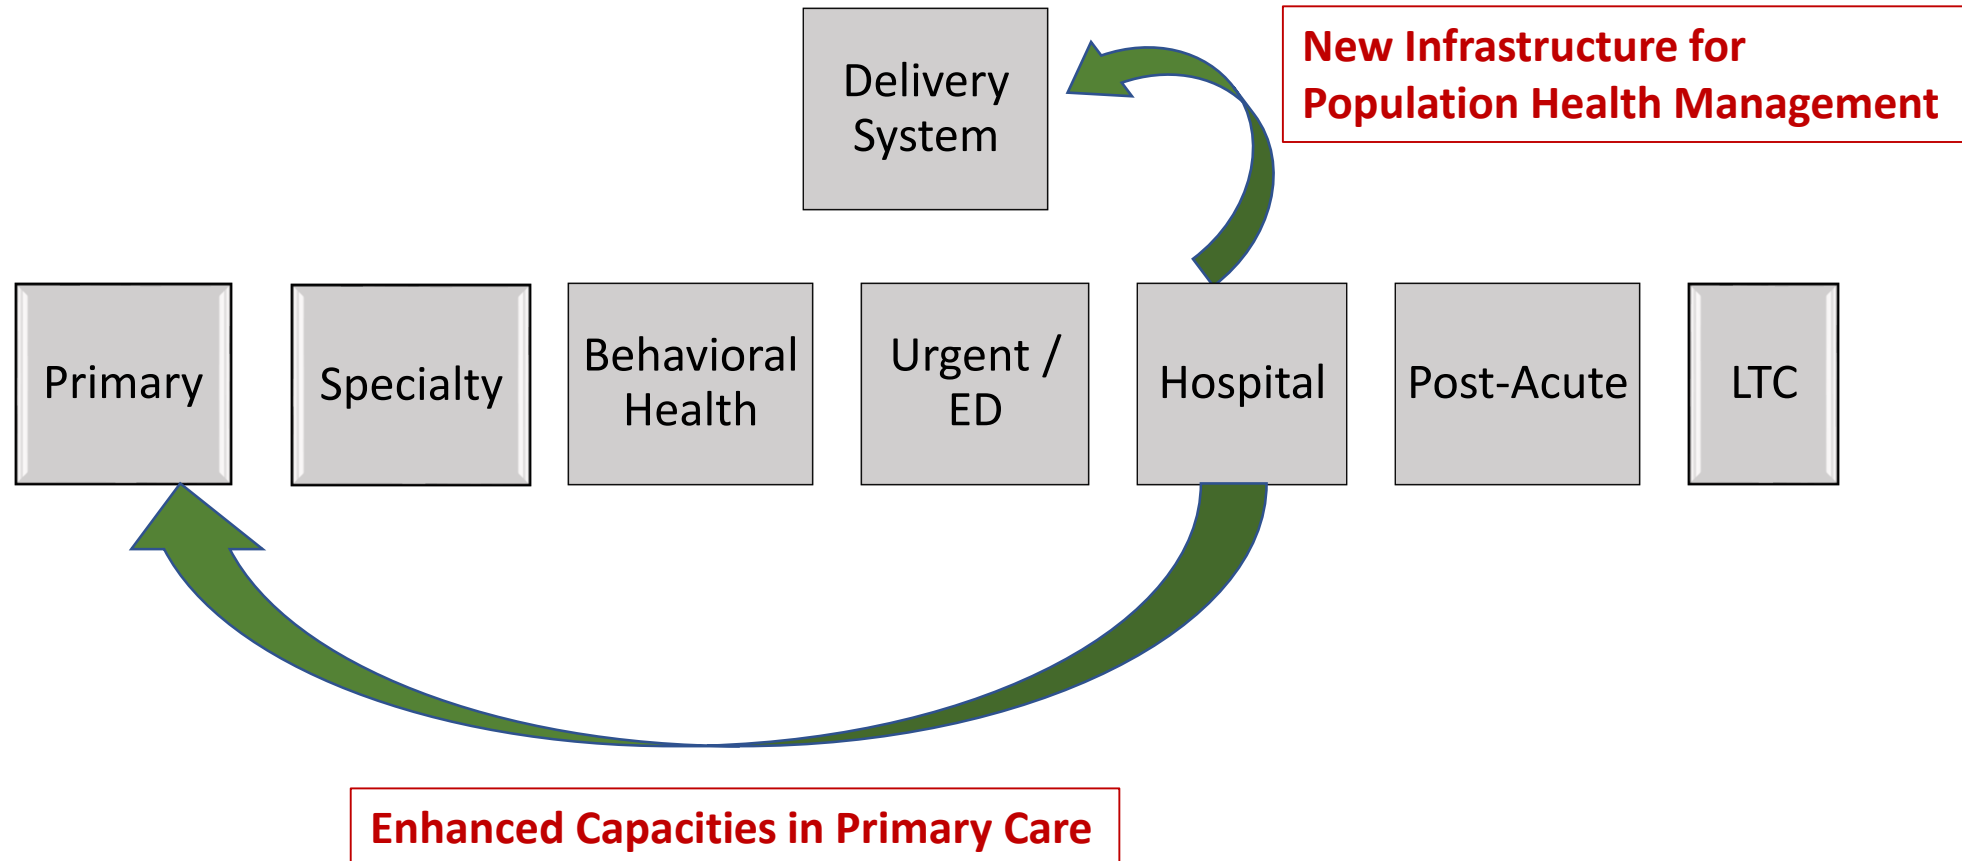 Delivery
System
New Infrastructure for
Population Health Management
Primary
Specialty
Behavioral
Health
Urgent /
ED
Hospital
Post-Acute
LTC
Enhanced Capacities in Primary Care